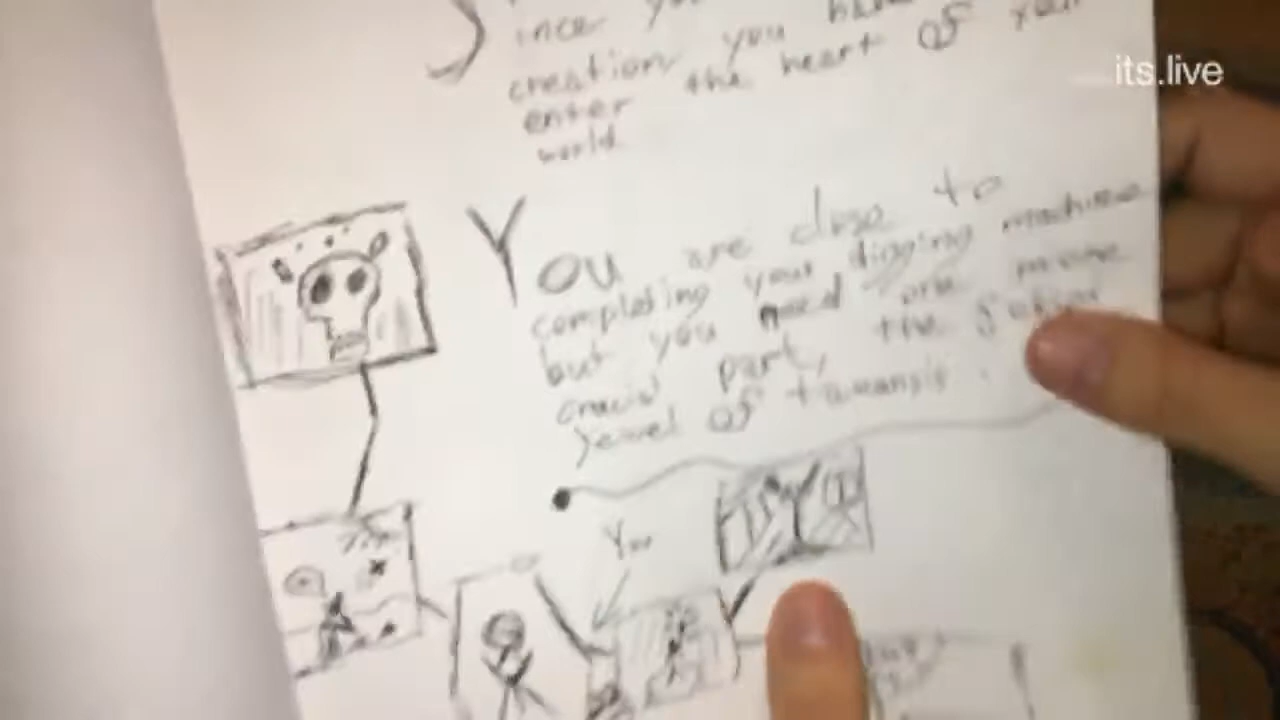 ince you
its.live
creation you have
enter the heart of
world.
You are close to
completing your digging machine
but you need one more
crucial part, the
Jewel of
You